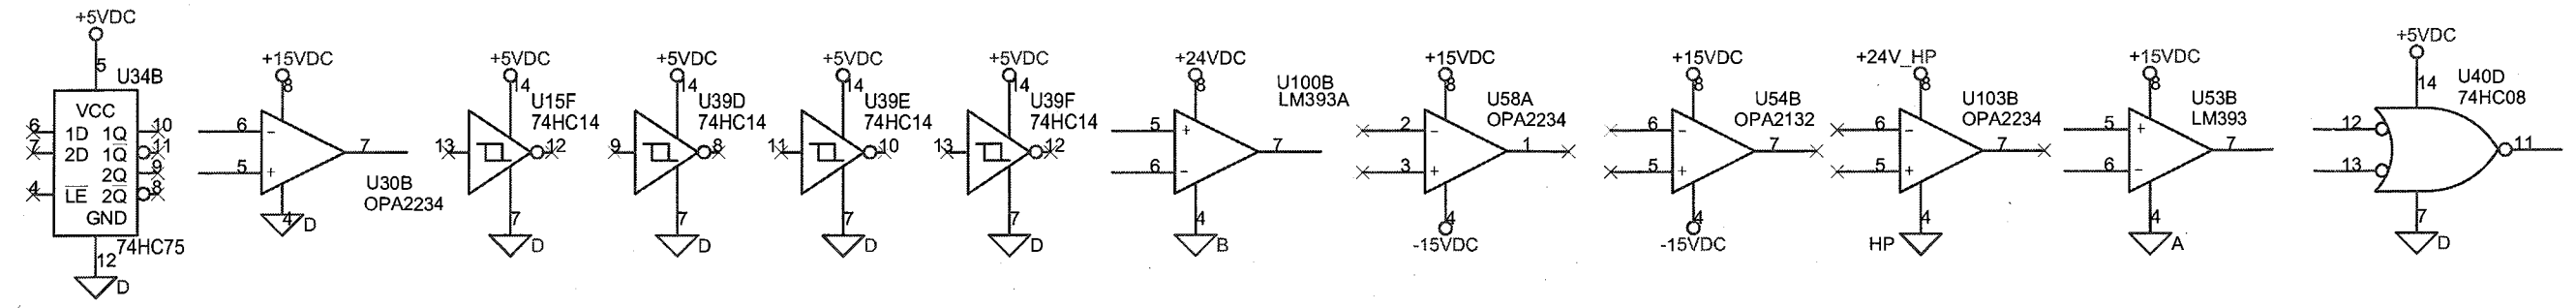 +5VDC
5
U34B
VCC
6 1D 1Q 10
7 2D 1Q 11
2Q 9
4 LE 2Q 8
GND
74HC75
12
D
+15VDC
8
6 -
7
5 +
U30B
OPA2234
4 D
+5VDC
14
U15F
74HC14
13 12
7
D
+5VDC
14
U39D
74HC14
9 8
7
D
+5VDC
14
U39E
74HC14
11 10
7
D
+5VDC
14
U39F
74HC14
13 12
7
D
+24VDC
8
U100B
LM393A
5 +
7
6 -
4
B
+15VDC
8
U58A
OPA2234
2 -
1
3 +
4
-15VDC
+15VDC
8
U54B
OPA2132
6 -
7
5 +
4
-15VDC
+24V_HP
8
U103B
OPA2234
6 -
7
5 +
4
HP
+15VDC
8
U53B
LM393
5 +
7
6 -
4
A
+5VDC
14
U40D
74HC08
12
11
13
7
D